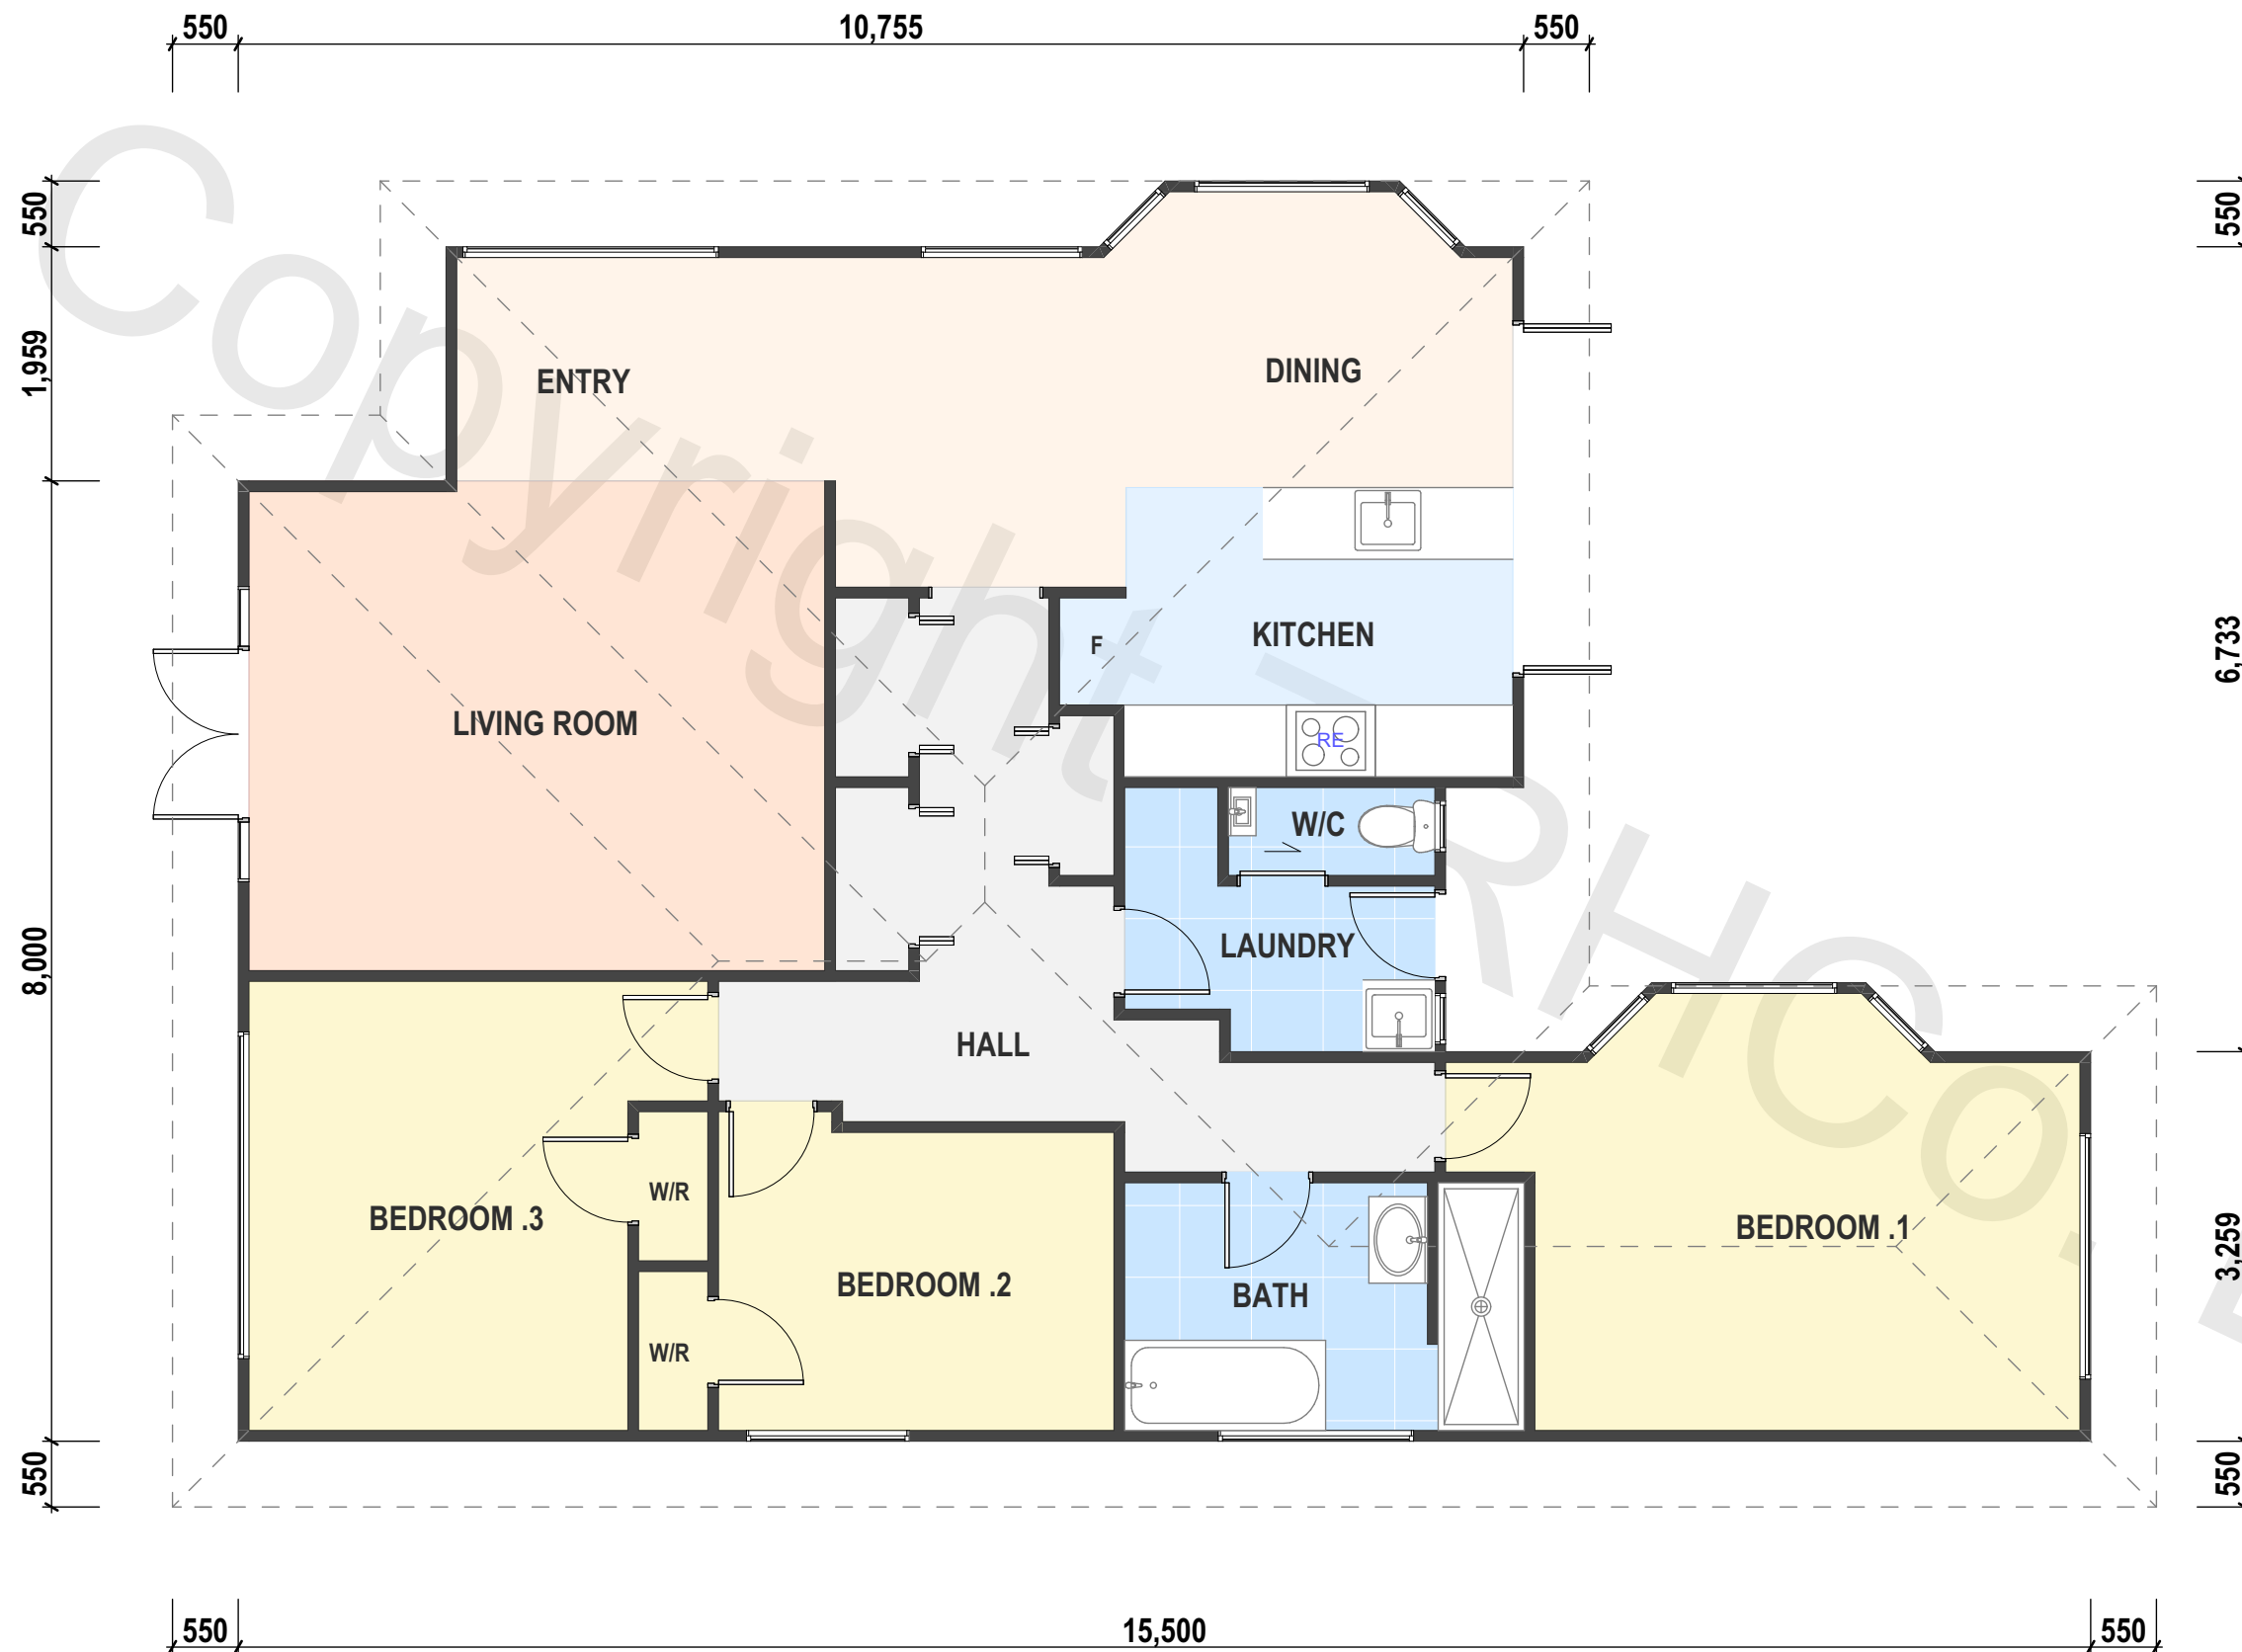 550 10,755 550
550
550
1,959
ENTRY
DINING
6,733
F
KITCHEN
LIVING ROOM
RE
W/C
LAUNDRY
8,000
HALL
W/R
BEDROOM .3
BEDROOM .1
3,259
BEDROOM .2
BATH
W/R
550
550
550 15,500 550
Copyright TRHCo.